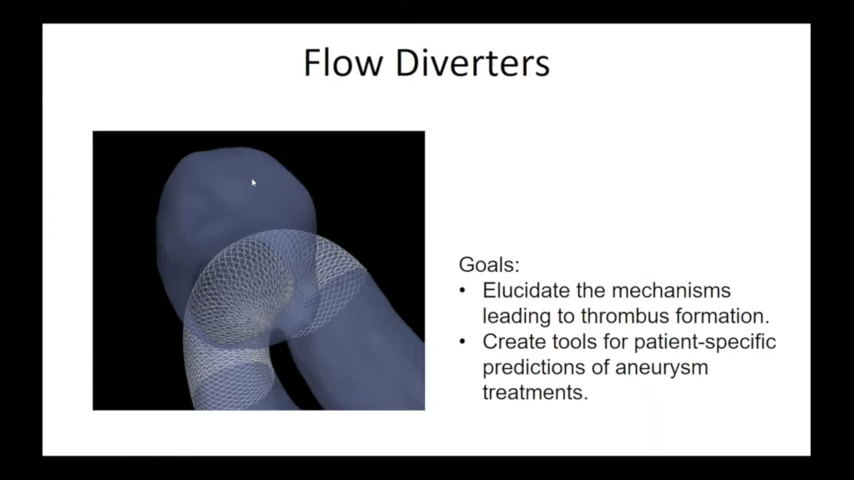 Flow Diverters
Goals:
• Elucidate the mechanisms
leading to thrombus formation.
• Create tools for patient-specific
predictions of aneurysm
treatments.